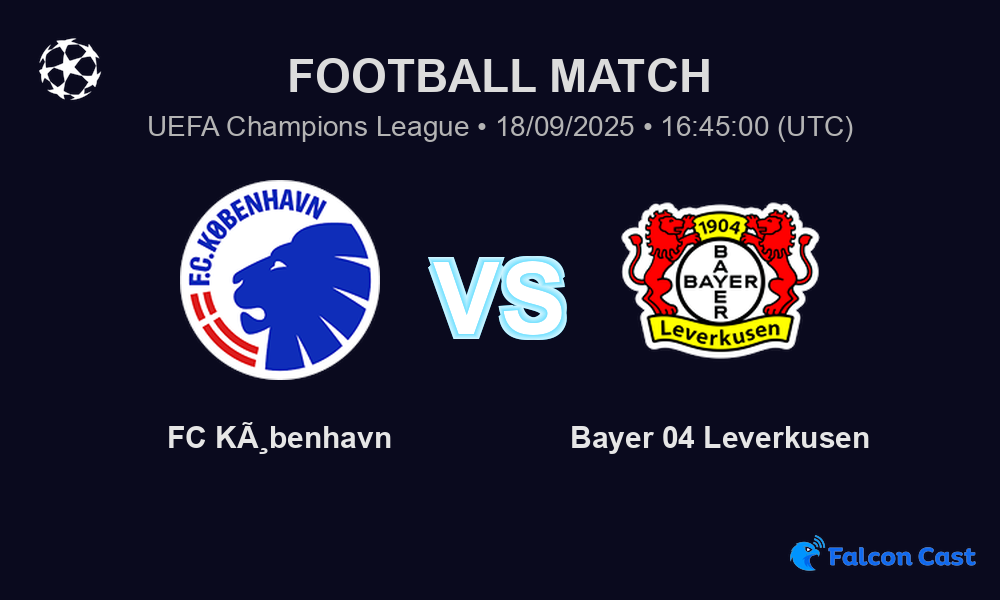 FOOTBALL MATCH
UEFA Champions League • 18/09/2025 • 16:45:00 (UTC)
F.C. KØBENHAVN
VS
1904
BAYER
BAYER
Leverkusen
FC KÃ¸benhavn
Bayer 04 Leverkusen
Falcon Cast